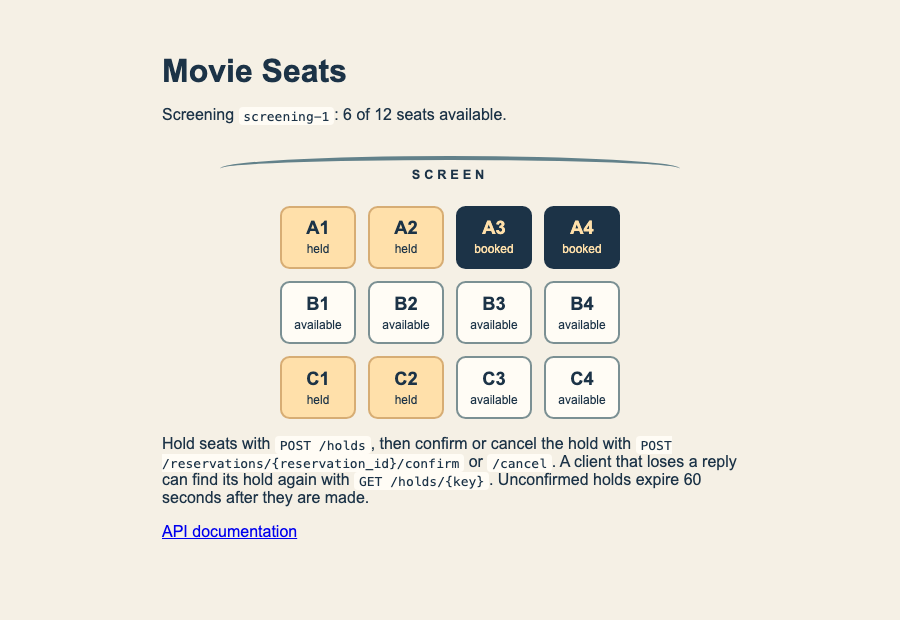 Movie Seats
Screening screening-1: 6 of 12 seats available.
SCREEN
A1 A2 A3 A4
held held booked booked
B1 B2 B3 B4
available available available available
C1 C2 C3 C4
held held available available
Hold seats with POST /holds, then confirm or cancel the hold with POST
/reservations/{reservation_id}/confirm or /cancel. A client that loses a reply
can find its hold again with GET /holds/{key}. Unconfirmed holds expire 60
seconds after they are made.
API documentation